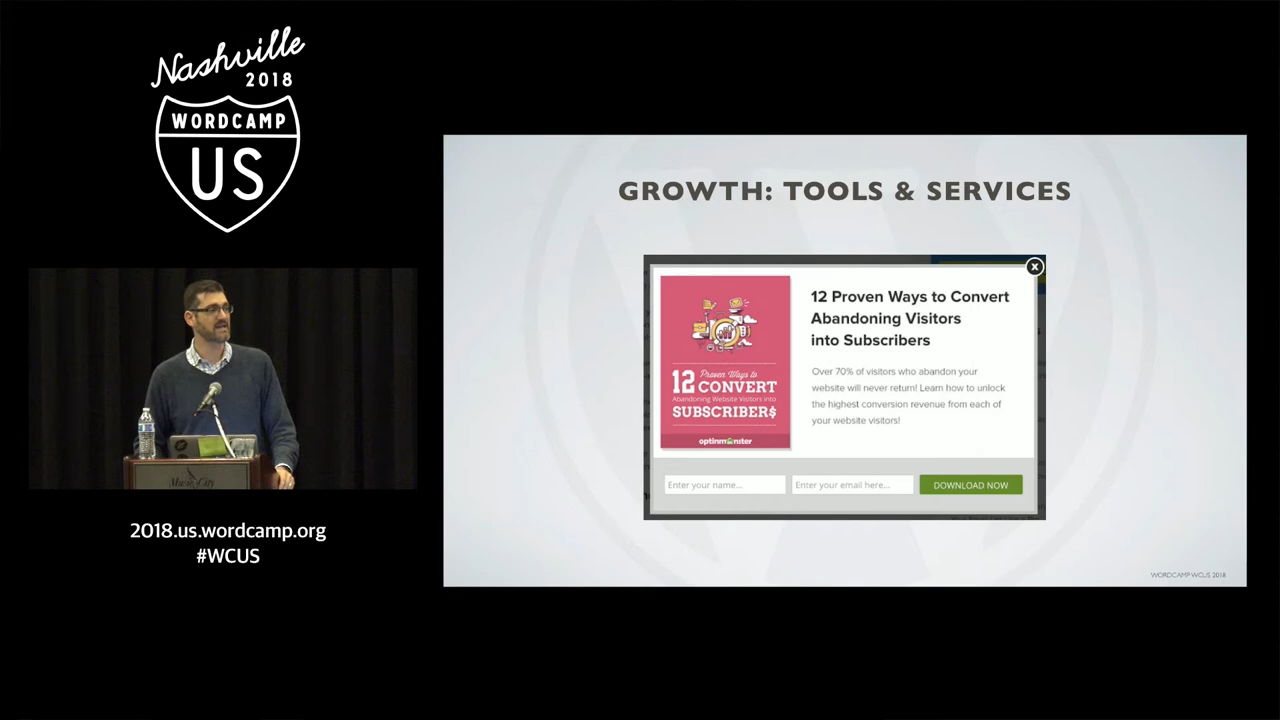 Nashville
2018
WORDCAMP
US
2018.us.wordcamp.org
#WCUS
GROWTH: TOOLS & SERVICES
X
12 Proven Ways to
CONVERT
Abandoning Website Visitors into
SUBSCRIBER$
optinmonster
12 Proven Ways to Convert
Abandoning Visitors
into Subscribers
Over 70% of visitors who abandon your
website will never return! Learn how to unlock
the highest conversion revenue from each of
your website visitors!
Enter your name...
Enter your email here...
DOWNLOAD NOW
WORDCAMP WCUS 2018
Music City